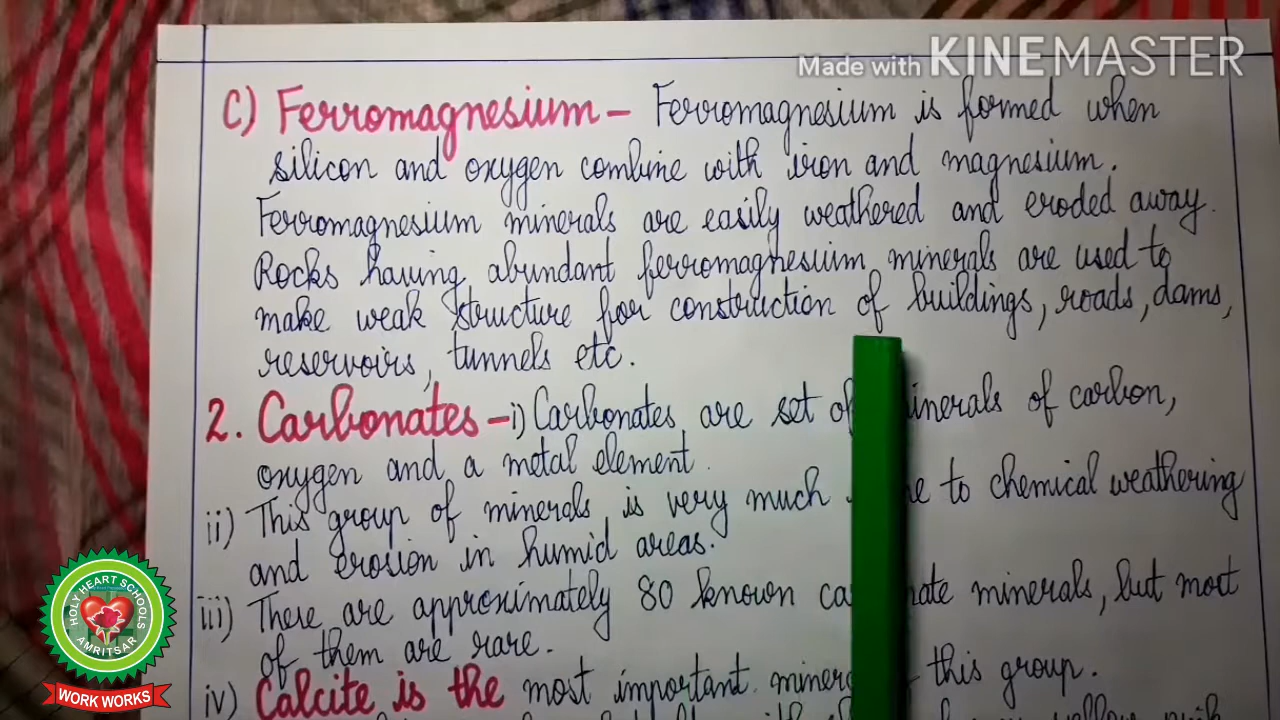 Made with KINEMASTER
C) Ferromagnesium – Ferromagnesium is formed when
silicon and oxygen combine with iron and magnesium.
Ferromagnesium minerals are easily weathered and eroded away.
Rocks having abundant ferromagnesium minerals are used to
make weak structure for construction of buildings, roads, dams,
reservoirs, tunnels etc.
2. Carbonates – i) Carbonates are set of minerals of carbon,
oxygen and a metal element.
ii) This group of minerals is very much to chemical weathering
and erosion in humid areas.
iii) There are approximately 80 known carbonate minerals, but most
of them are rare.
iv) Calcite is the most important mineral this group.
HOLY HEART SCHOOLS
AMRITSAR
WORK WORKS